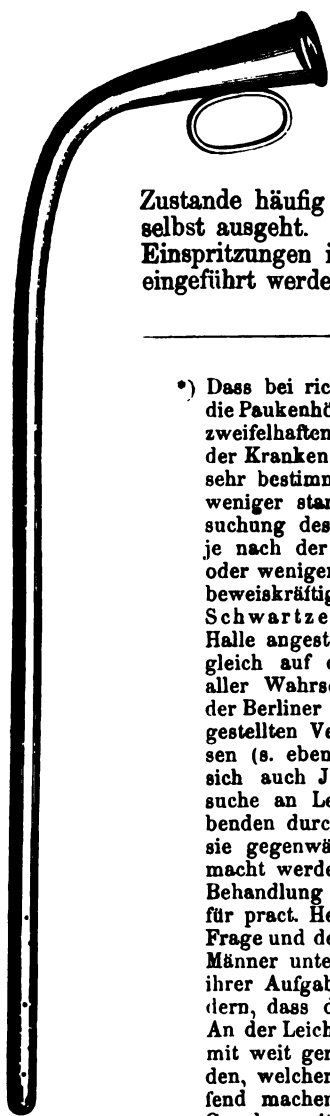 Zustande häufig
selbst ausgeht.
Einspritzungen i
eingeführt werde
*) Dass bei ric
die Paukenhö
zweifelhaften
der Kranken
sehr bestimn
weniger star
suchung des
je nach der
oder weniger
beweiskräftig
Schwartze
Halle angest
gleich auf d
aller Wahrsc
der Berliner
gestellten Ve
sen (s. eben
sich auch J
suche an Le
benden durc
sie gegenwä
macht werde
Behandlung
für pract. He
Frage und de
Männer unte
ihrer Aufgab
dern, dass d
An der Leich
mit weit ger
den, welcher
fend macher